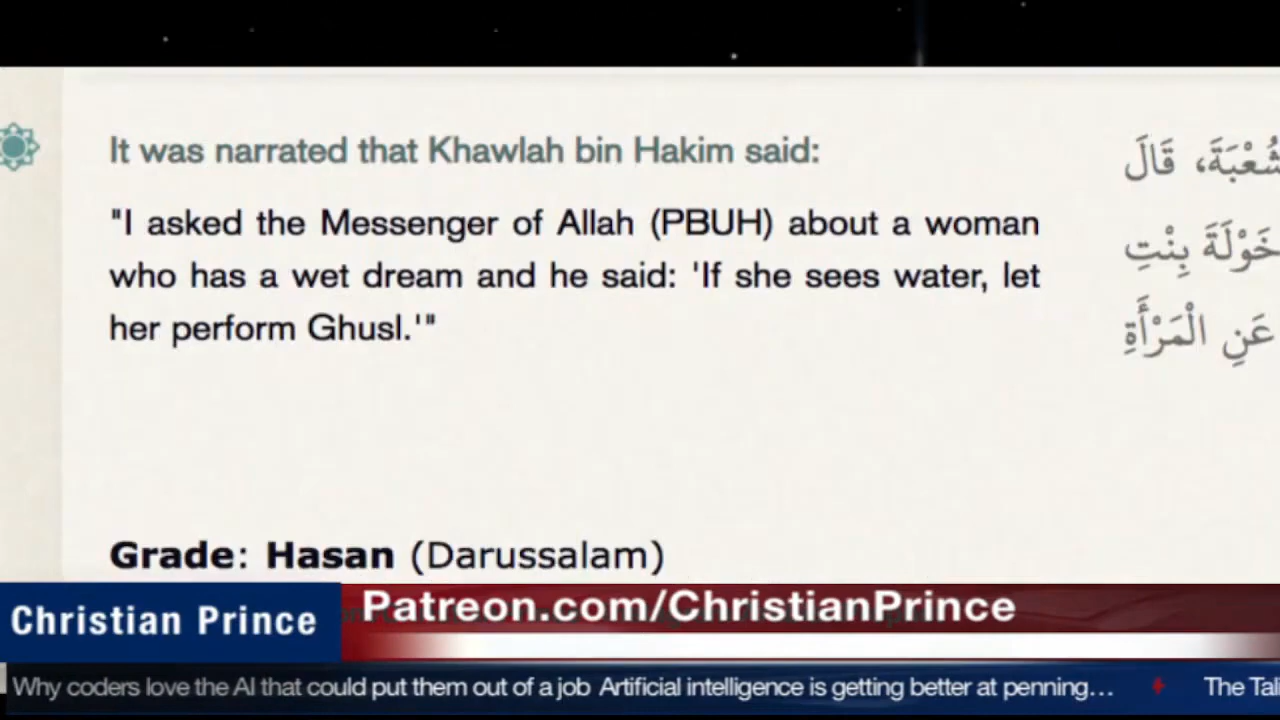 It was narrated that Khawlah bin Hakim said:
"I asked the Messenger of Allah (PBUH) about a woman
who has a wet dream and he said: 'If she sees water, let
her perform Ghusl.'"
شُعْبَةَ، قَالَ
خَوْلَةَ بِنْتِ
عَنِ الْمَرْأَةِ
Grade: Hasan (Darussalam)
Christian Prince
Patreon.com/ChristianPrince
Why coders love the AI that could put them out of a job Artificial intelligence is getting better at penning... The Tali